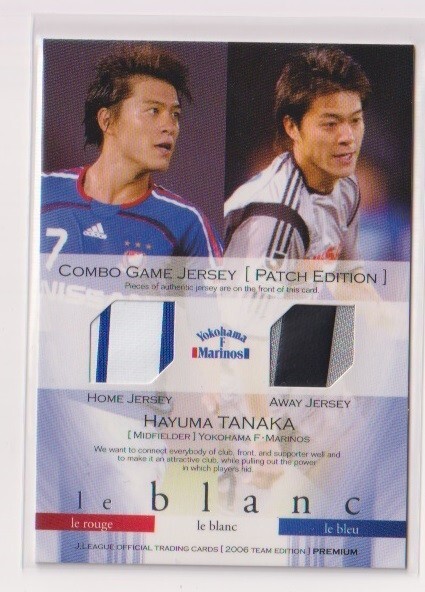 7
adidas
COMBO GAME JERSEY [ PATCH EDITION ]
Pieces of authentic jersey are on the front of this card.
Yokohama
F
Marinos
HOME JERSEY
AWAY JERSEY
HAYUMA TANAKA
[ MIDFIELDER ] YOKOHAMA F・MARINOS
We want to connect everybody of club, front, and supporter well and
to make it an attractive club, while pulling out the power
in which players hid.
le blanc
le rouge
le blanc
le bleu
J.LEAGUE OFFICIAL TRADING CARDS [ 2006 TEAM EDITION ] PREMIUM